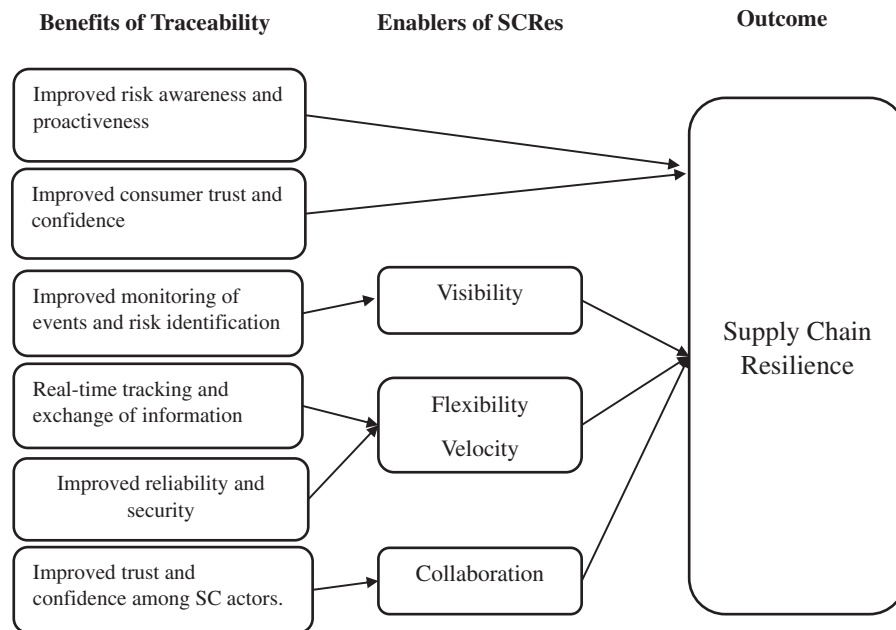 Benefits of Traceability
Enablers of SCRes
Outcome
Improved risk awareness and
proactiveness
Improved consumer trust and
confidence
Improved monitoring of
events and risk identification
Real-time tracking and
exchange of information
Improved reliability and
security
Improved trust and
confidence among SC actors.
Visibility
Flexibility
Velocity
Collaboration
Supply Chain
Resilience